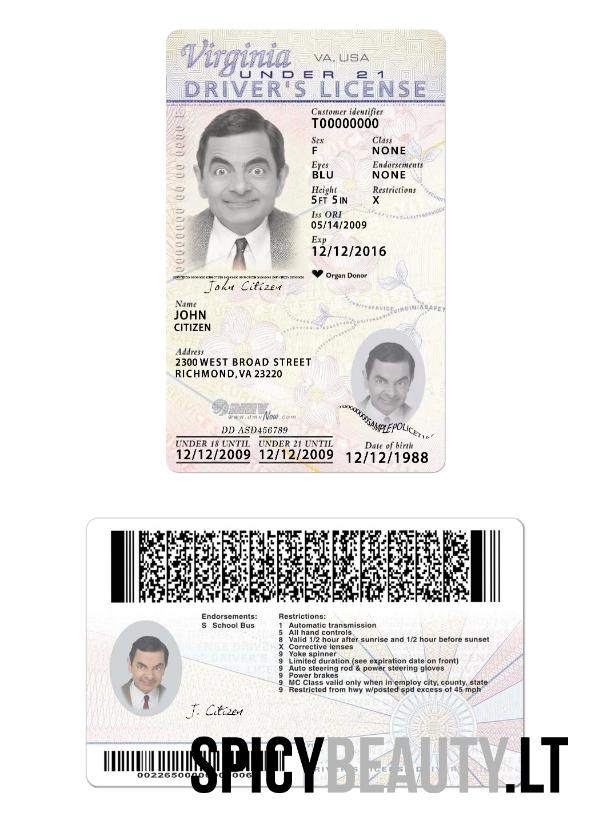 Virginia VA, USA
UNDER 21
DRIVER'S LICENSE
Customer identifier
T00000000
Sex Class
F NONE
Eyes Endorsements
BLU NONE
Height Restrictions
5FT 5IN X
Iss ORI
05/14/2009
Exp
12/12/2016
Organ Donor
John Citizen
Name
JOHN
CITIZEN
Address
2300 WEST BROAD STREET
RICHMOND, VA 23220
DMV
www.dmvNow.com
DD ASD456789
UNDER 18 UNTIL UNDER 21 UNTIL
12/12/2009 12/12/2009
Date of birth
12/12/1988
Endorsements:
S School Bus
Restrictions:
1 Automatic transmission
5 All hand controls
8 Valid 1/2 hour after sunrise and 1/2 hour before sunset
X Corrective lenses
9 Yoke spinner
9 Limited duration (see expiration date on front)
9 Auto steering rod & power steering gloves
9 Power brakes
9 MC Class valid only when in employ city, county, state
9 Restricted from hwy w/posted spd excess of 45 mph
J. Citizen
SPICYBEAUTY.LT